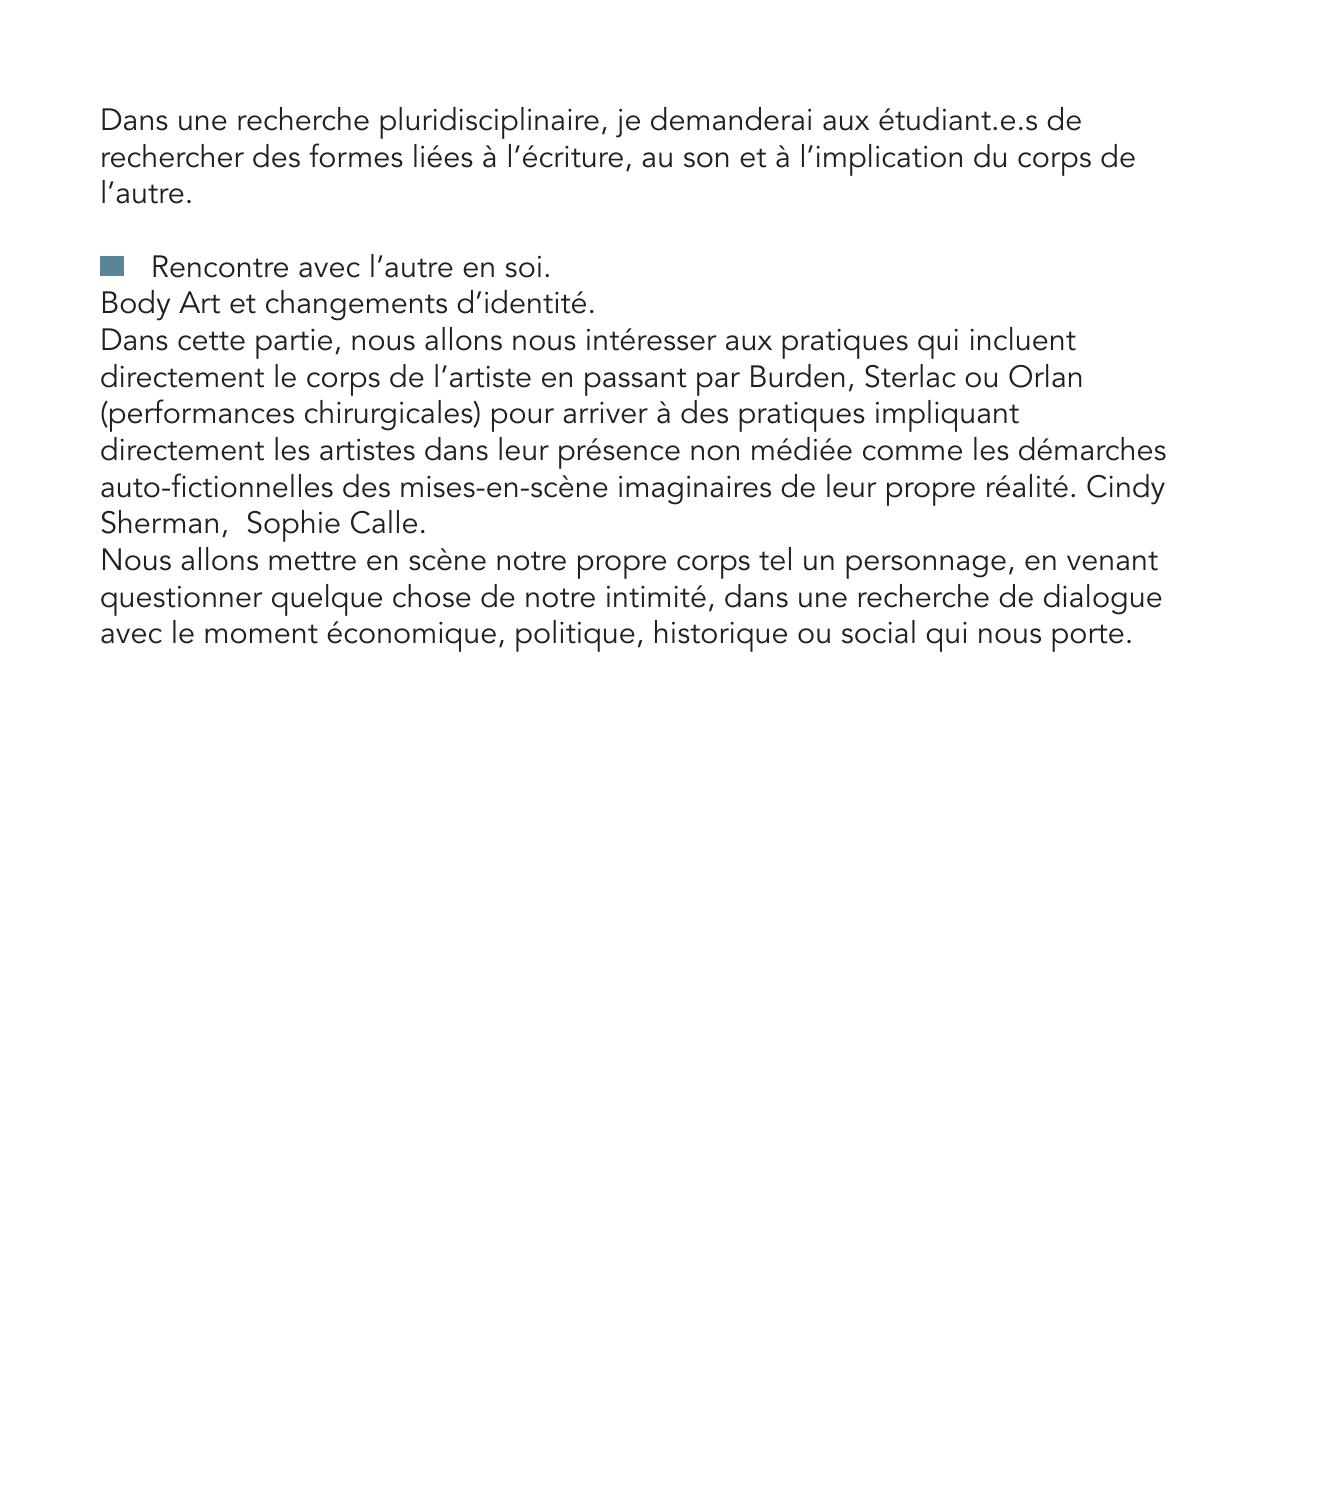 Dans une recherche pluridisciplinaire, je demanderai aux étudiant.e.s de
rechercher des formes liées à l’écriture, au son et à l’implication du corps de
l’autre.
Rencontre avec l’autre en soi.
Body Art et changements d’identité.
Dans cette partie, nous allons nous intéresser aux pratiques qui incluent
directement le corps de l’artiste en passant par Burden, Sterlac ou Orlan
(performances chirurgicales) pour arriver à des pratiques impliquant
directement les artistes dans leur présence non médiée comme les démarches
auto-fictionnelles des mises-en-scène imaginaires de leur propre réalité. Cindy
Sherman,  Sophie Calle.
Nous allons mettre en scène notre propre corps tel un personnage, en venant
questionner quelque chose de notre intimité, dans une recherche de dialogue
avec le moment économique, politique, historique ou social qui nous porte.